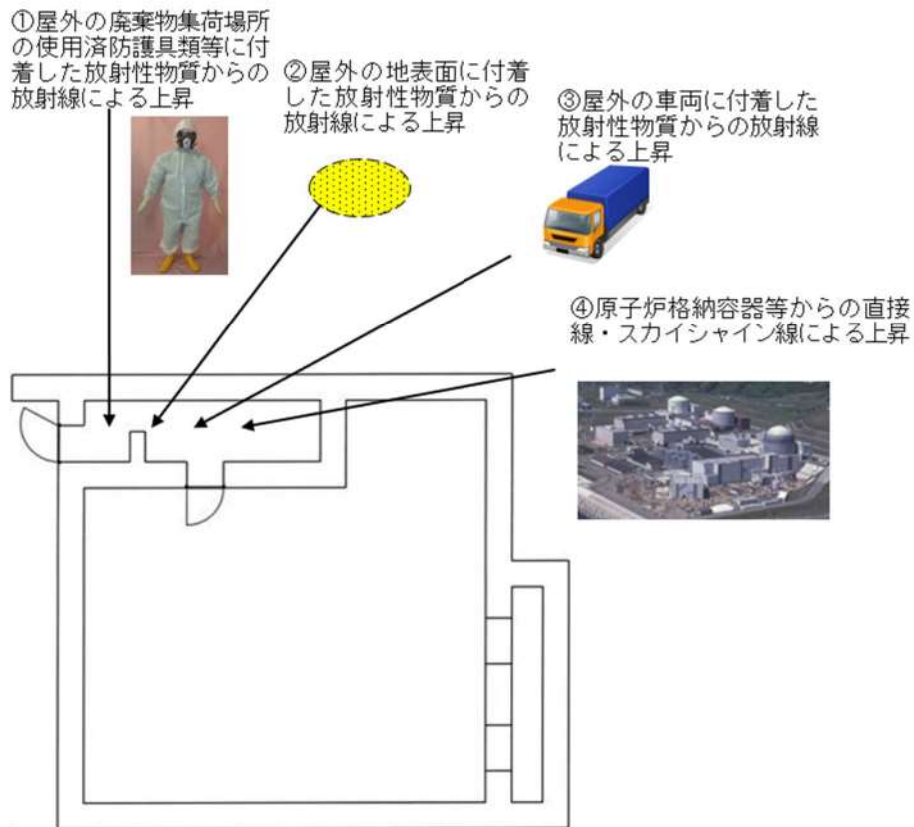 ①屋外の廃棄物集荷場所
の使用済防護具類等に付
着した放射性物質からの
放射線による上昇
②屋外の地表面に付着
した放射性物質からの
放射線による上昇
③屋外の車両に付着した
放射性物質からの放射線
による上昇
④原子炉格納容器等からの直接
線・スカイシャイン線による上昇